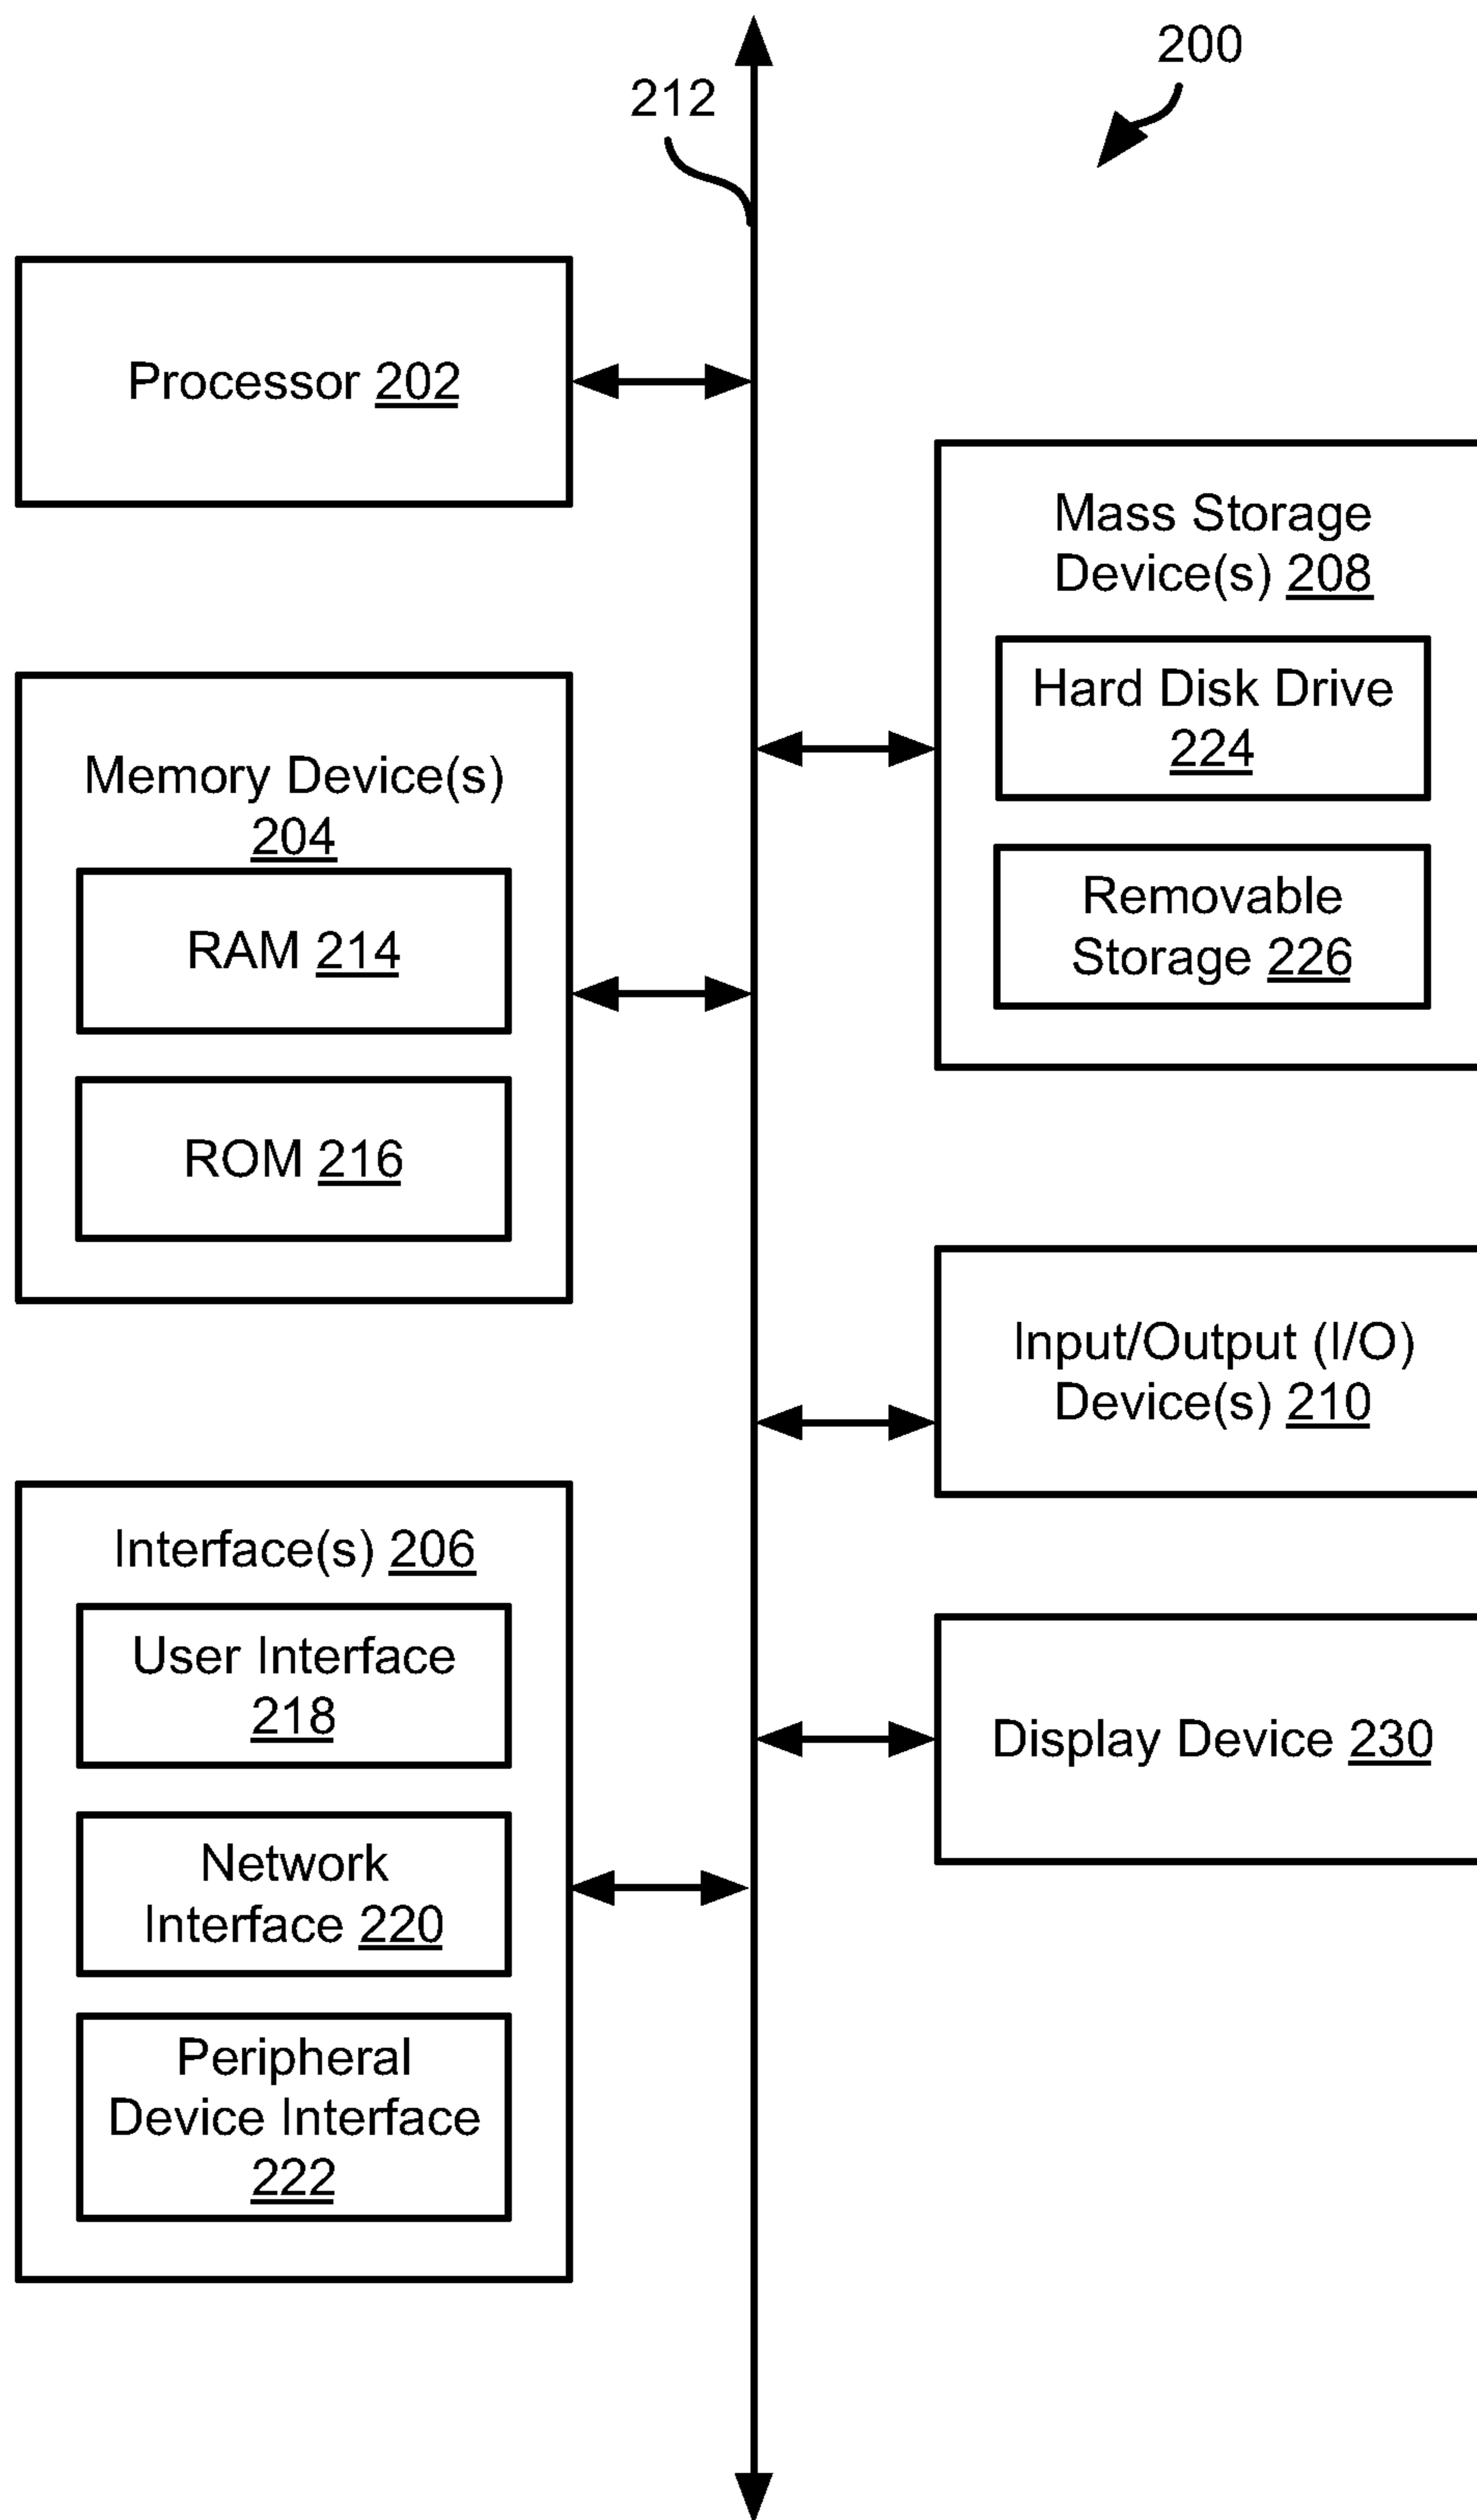 200
212
Processor 202
Mass Storage
Device(s) 208
Hard Disk Drive
224
Removable
Storage 226
Memory Device(s)
204
RAM 214
ROM 216
Input/Output (I/O)
Device(s) 210
Interface(s) 206
User Interface
218
Network
Interface 220
Peripheral
Device Interface
222
Display Device 230